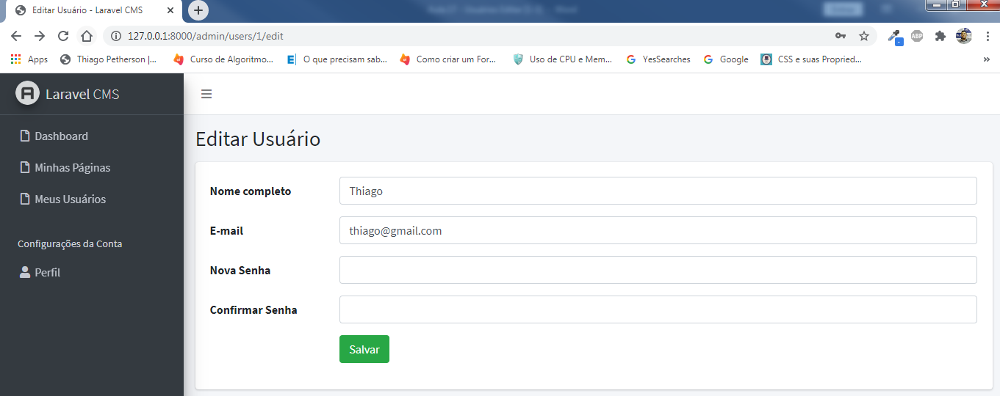 Editar Usuário - Laravel CMS
127.0.0.1:8000/admin/users/1/edit
ABP
Apps Thiago Petherson |... Curso de Algoritmo... O que precisam sab... Como criar um For... Uso de CPU e Mem... YesSearches Google CSS e suas Propried... »
Laravel CMS
Dashboard
Minhas Páginas
Meus Usuários
Configurações da Conta
Perfil
Editar Usuário
Nome completo Thiago
E-mail thiago@gmail.com
Nova Senha
Confirmar Senha
Salvar